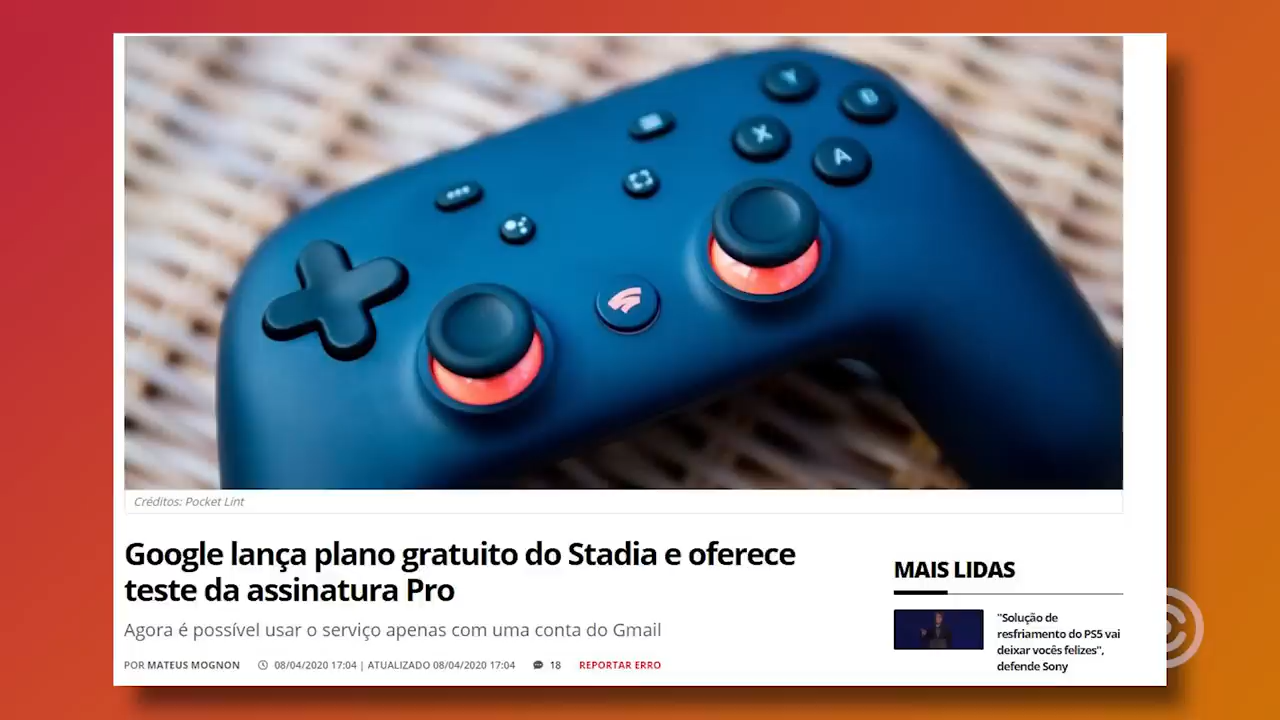 Y
B
X
A
Créditos: Pocket Lint
Google lança plano gratuito do Stadia e oferece
teste da assinatura Pro
Agora é possível usar o serviço apenas com uma conta do Gmail
POR MATEUS MOGNON 08/04/2020 17:04 | ATUALIZADO 08/04/2020 17:04 18 REPORTAR ERRO
MAIS LIDAS
"Solução de
resfriamento do PS5 vai
deixar vocês felizes",
defende Sony